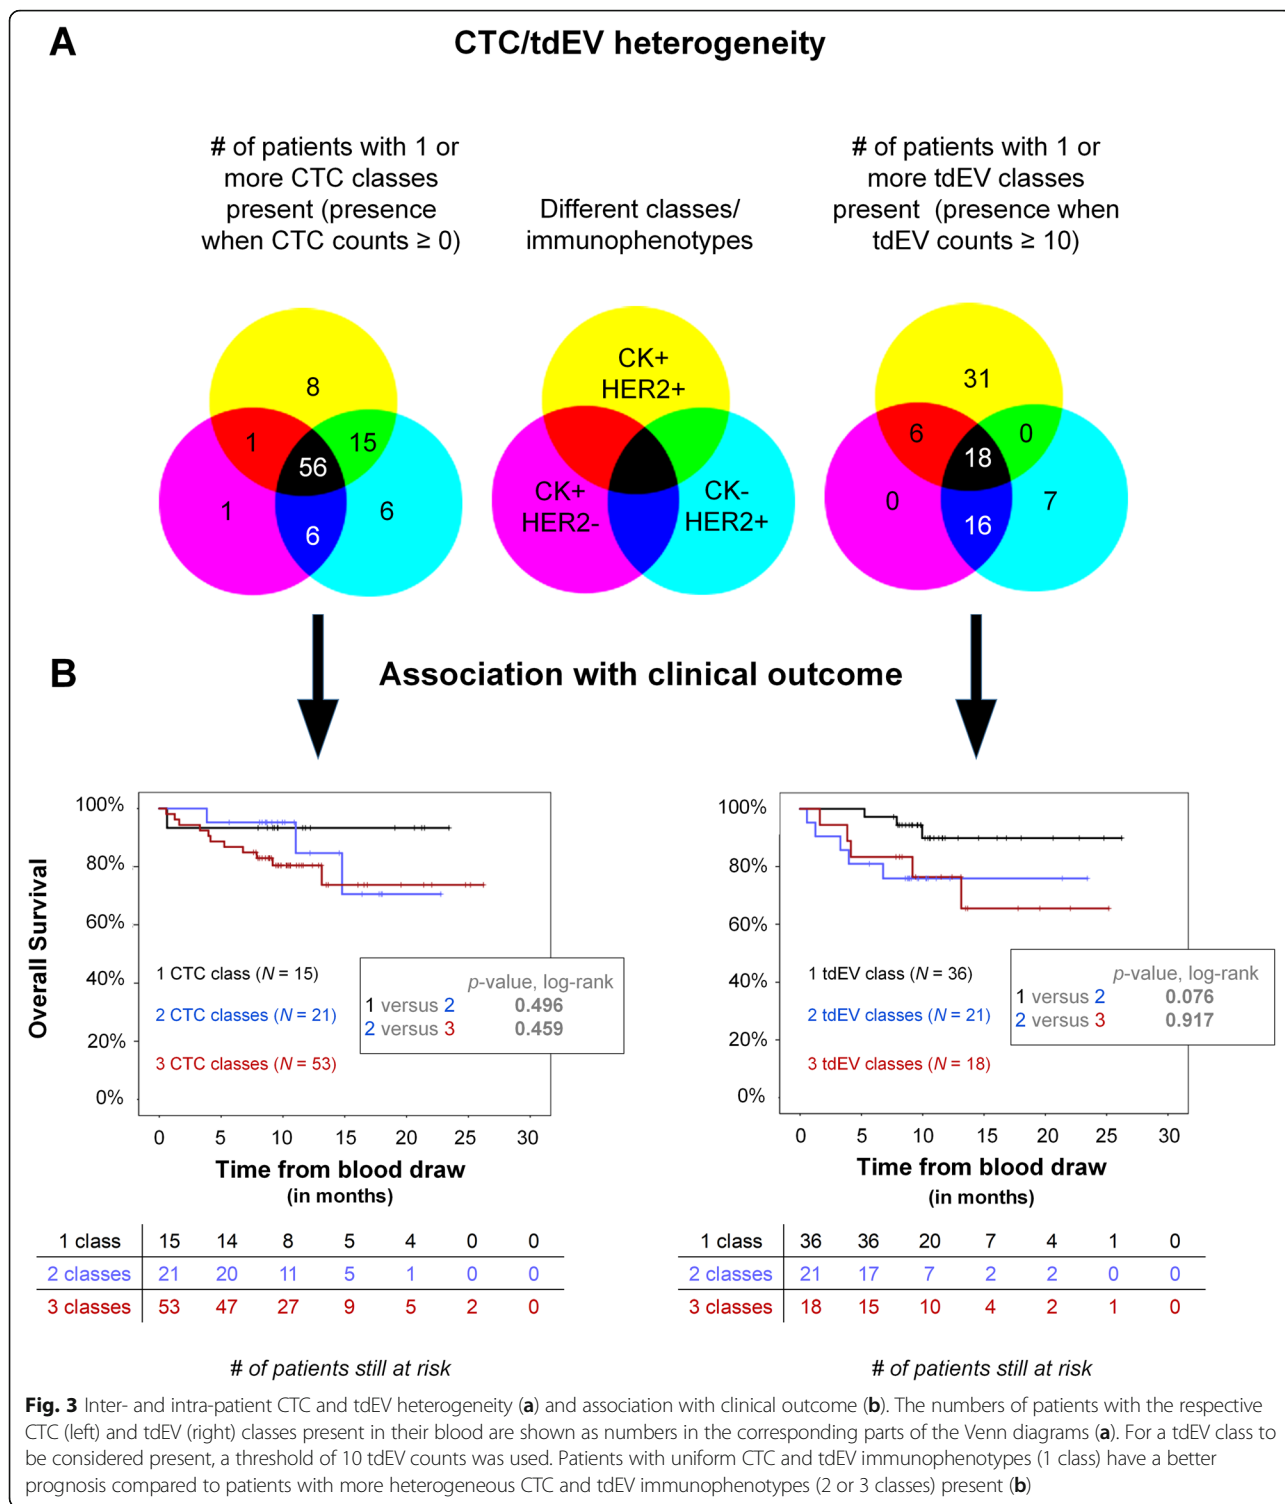 A
CTC/tdEV heterogeneity
# of patients with 1 or
more CTC classes
present (presence
when CTC counts ≥ 0)
Different classes/
immunophenotypes
# of patients with 1 or
more tdEV classes
present (presence when
tdEV counts ≥ 10)
8
1
15
56
1
6
6
CK+
HER2+
CK+
HER2-
CK-
HER2+
31
6
0
18
0
7
16
B
Association with clinical outcome
Overall Survival
100%
80%
60%
40%
20%
0%
1 CTC class (N = 15)
2 CTC classes (N = 21)
3 CTC classes (N = 53)
p-value, log-rank
1 versus 2 0.496
2 versus 3 0.459
0 5 10 15 20 25 30
Time from blood draw
(in months)
100%
80%
60%
40%
20%
0%
1 tdEV class (N = 36)
2 tdEV classes (N = 21)
3 tdEV classes (N = 18)
p-value, log-rank
1 versus 2 0.076
2 versus 3 0.917
0 5 10 15 20 25 30
Time from blood draw
(in months)
1 class 15 14 8 5 4 0 0
2 classes 21 20 11 5 1 0 0
3 classes 53 47 27 9 5 2 0
# of patients still at risk
1 class 36 36 20 7 4 1 0
2 classes 21 17 7 2 2 0 0
3 classes 18 15 10 4 2 1 0
# of patients still at risk
Fig. 3 Inter- and intra-patient CTC and tdEV heterogeneity (a) and association with clinical outcome (b). The numbers of patients with the respective
CTC (left) and tdEV (right) classes present in their blood are shown as numbers in the corresponding parts of the Venn diagrams (a). For a tdEV class to
be considered present, a threshold of 10 tdEV counts was used. Patients with uniform CTC and tdEV immunophenotypes (1 class) have a better
prognosis compared to patients with more heterogeneous CTC and tdEV immunophenotypes (2 or 3 classes) present (b)